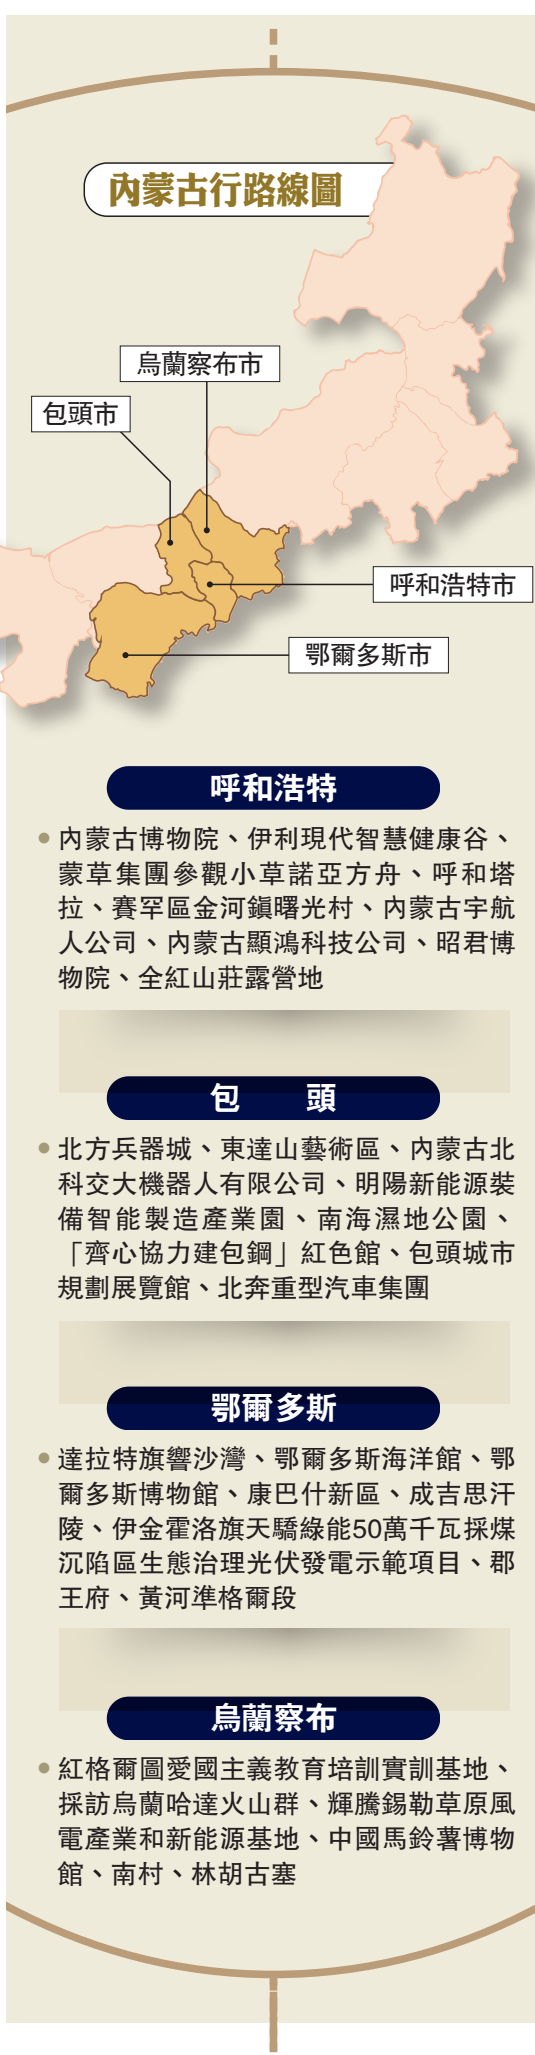 內蒙古行路線圖
烏蘭察布市
包頭市
呼和浩特市
鄂爾多斯市
呼和浩特
● 內蒙古博物院、伊利現代智慧健康谷、
蒙草集團參觀小草諾亞方舟、呼和塔
拉、賽罕區金河鎮曙光村、內蒙古宇航
人公司、內蒙古顯鴻科技公司、昭君博
物院、全紅山莊露營地
包　　頭
● 北方兵器城、東達山藝術區、內蒙古北
科交大機器人有限公司、明陽新能源裝
備智能製造產業園、南海濕地公園、
「齊心協力建包鋼」紅色館、包頭城市
規劃展覽館、北奔重型汽車集團
鄂爾多斯
● 達拉特旗響沙灣、鄂爾多斯海洋館、鄂
爾多斯博物館、康巴什新區、成吉思汗
陵、伊金霍洛旗天驕綠能50萬千瓦採煤
沉陷區生態治理光伏發電示範項目、郡
王府、黃河準格爾段
烏蘭察布
● 紅格爾圖愛國主義教育培訓實訓基地、
採訪烏蘭哈達火山群、輝騰錫勒草原風
電產業和新能源基地、中國馬鈴薯博物
館、南村、林胡古塞